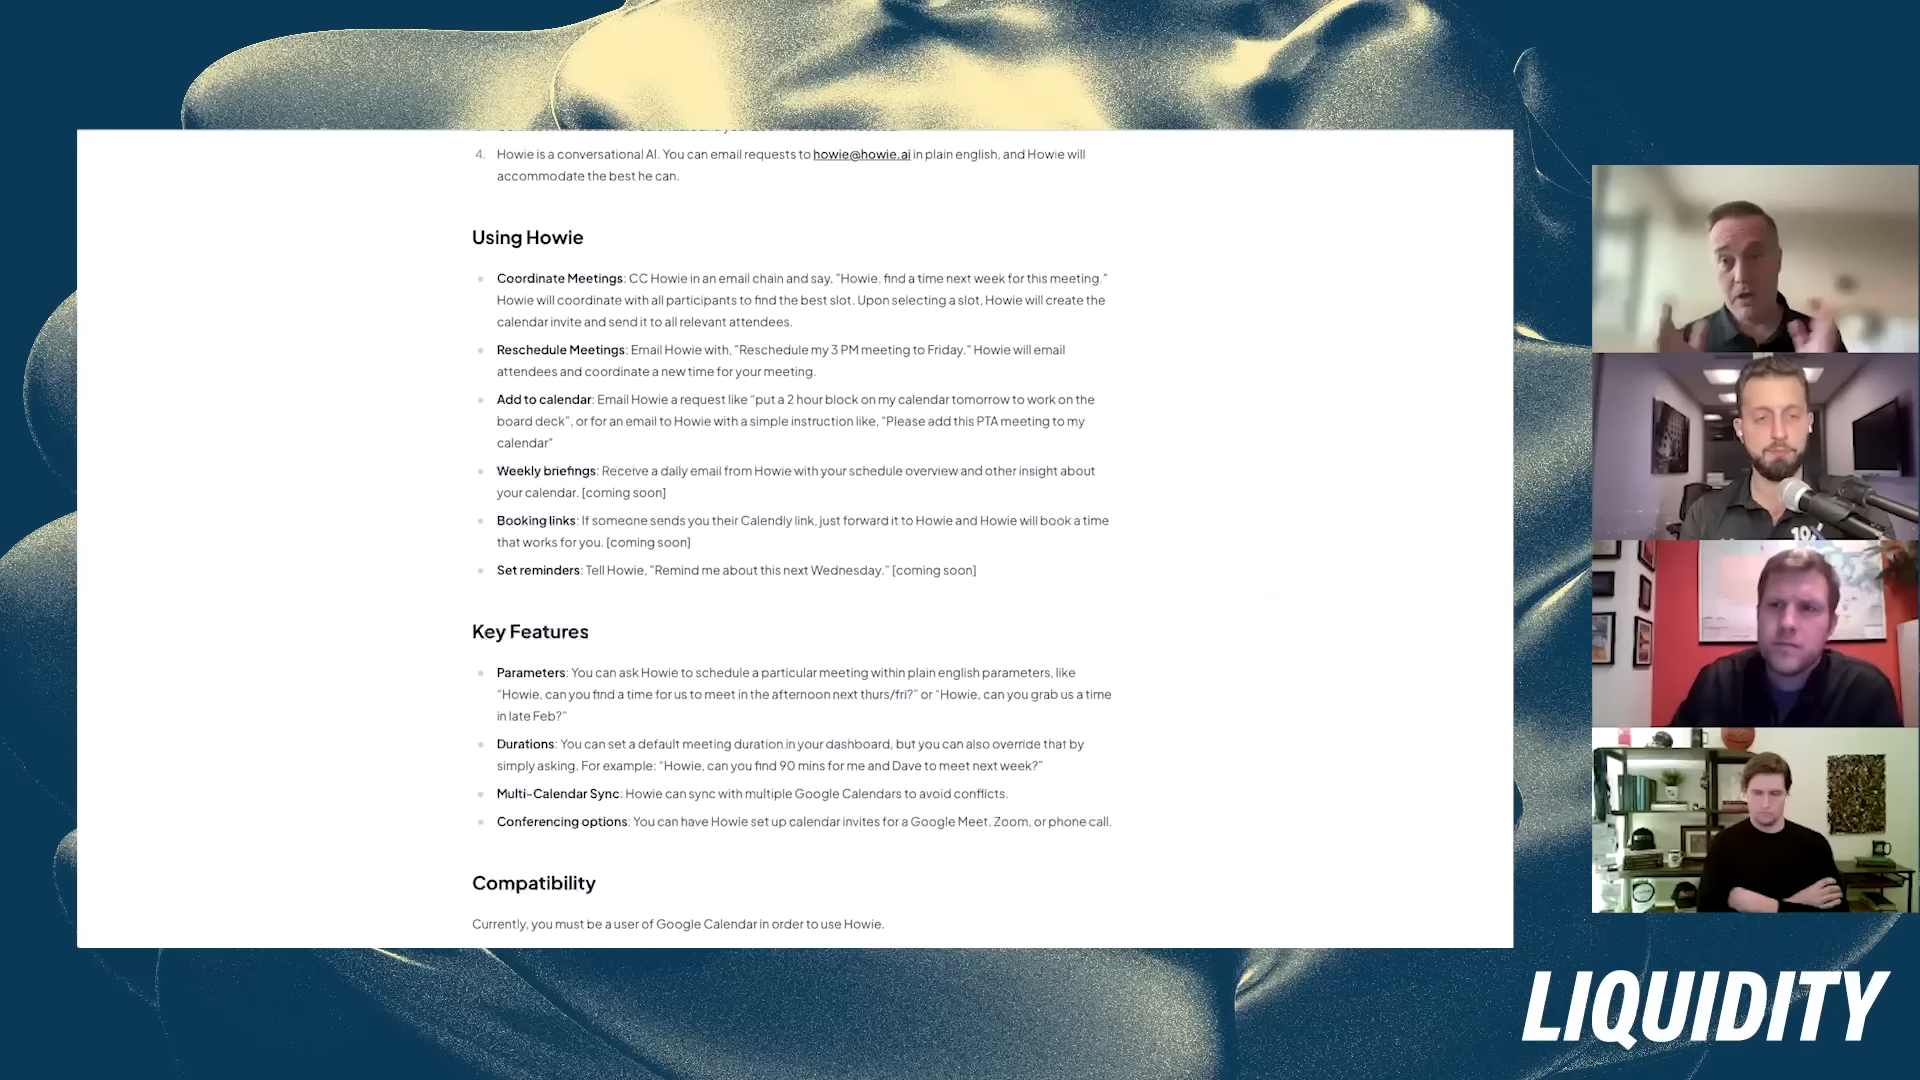 4. Howie is a conversational AI. You can email requests to howie@howie.ai in plain english, and Howie will
accommodate the best he can.
Using Howie
Coordinate Meetings: CC Howie in an email chain and say, "Howie, find a time next week for this meeting."
Howie will coordinate with all participants to find the best slot. Upon selecting a slot, Howie will create the
calendar invite and send it to all relevant attendees.
Reschedule Meetings: Email Howie with, "Reschedule my 3 PM meeting to Friday." Howie will email
attendees and coordinate a new time for your meeting.
Add to calendar: Email Howie a request like “put a 2 hour block on my calendar tomorrow to work on the
board deck”, or for an email to Howie with a simple instruction like, "Please add this PTA meeting to my
calendar”
Weekly briefings: Receive a daily email from Howie with your schedule overview and other insight about
your calendar. [coming soon]
Booking links: If someone sends you their Calendly link, just forward it to Howie and Howie will book a time
that works for you. [coming soon]
Set reminders: Tell Howie, "Remind me about this next Wednesday." [coming soon]
Key Features
Parameters: You can ask Howie to schedule a particular meeting within plain english parameters, like
“Howie, can you find a time for us to meet in the afternoon next thurs/fri?” or “Howie, can you grab us a time
in late Feb?”
Durations: You can set a default meeting duration in your dashboard, but you can also override that by
simply asking. For example: “Howie, can you find 90 mins for me and Dave to meet next week?”
Multi-Calendar Sync: Howie can sync with multiple Google Calendars to avoid conflicts.
Conferencing options: You can have Howie set up calendar invites for a Google Meet, Zoom, or phone call.
Compatibility
Currently, you must be a user of Google Calendar in order to use Howie.
10X
LIQUIDITY